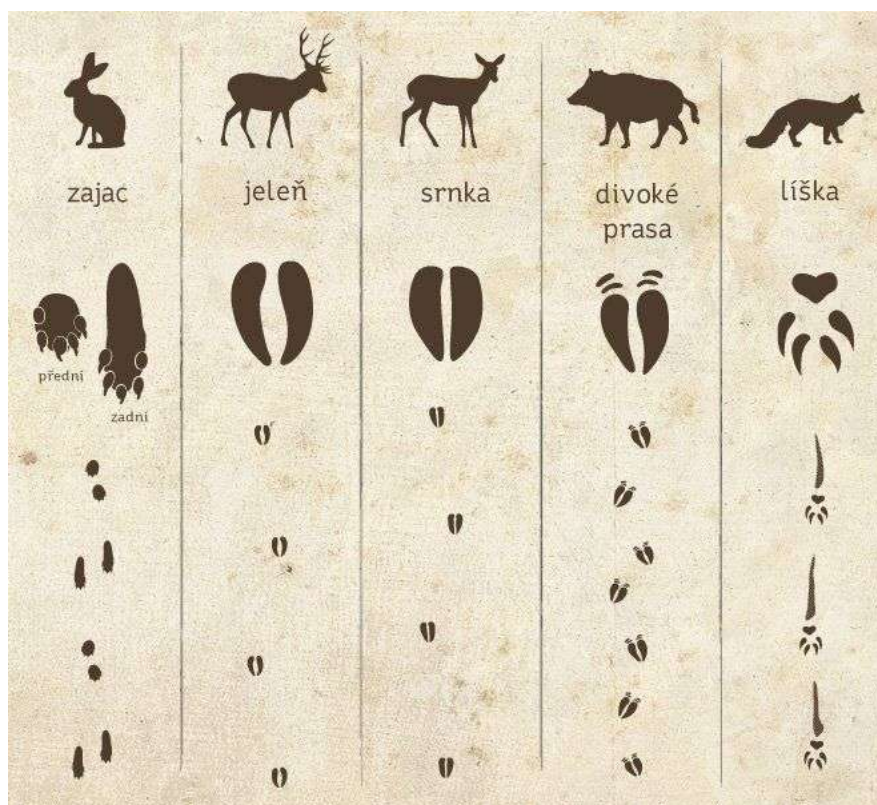 zajac
jeleň
srnka
divoké
prasa
líška
přední
zadní